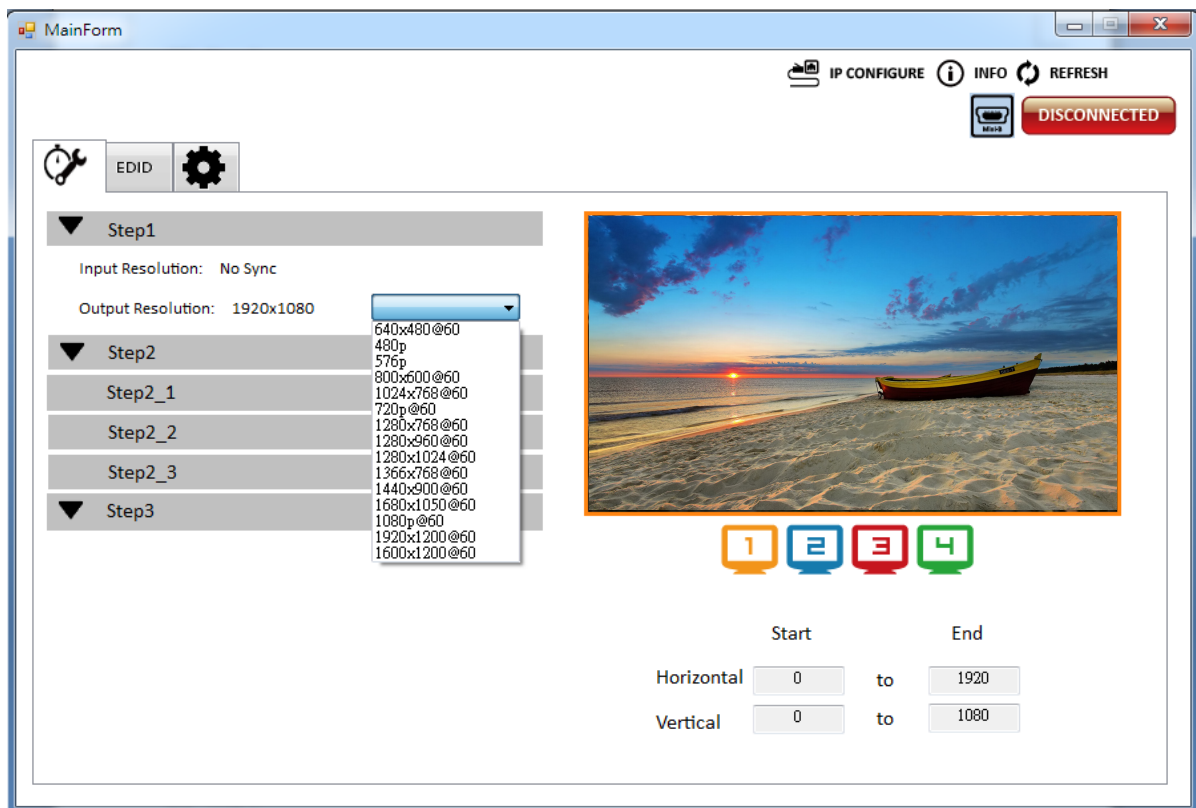 MainForm
IP CONFIGURE INFO REFRESH
Mini-B DISCONNECTED
EDID
Step1
Input Resolution: No Sync
Output Resolution: 1920x1080
640x480@60
480p
576p
800x600@60
1024x768@60
720p@60
1280x768@60
1280x960@60
1280x1024@60
1366x768@60
1440x900@60
1680x1050@60
1080p@60
1920x1200@60
1600x1200@60
Step2
Step2_1
Step2_2
Step2_3
Step3
1 2 3 4
Start End
Horizontal 0 to 1920
Vertical 0 to 1080